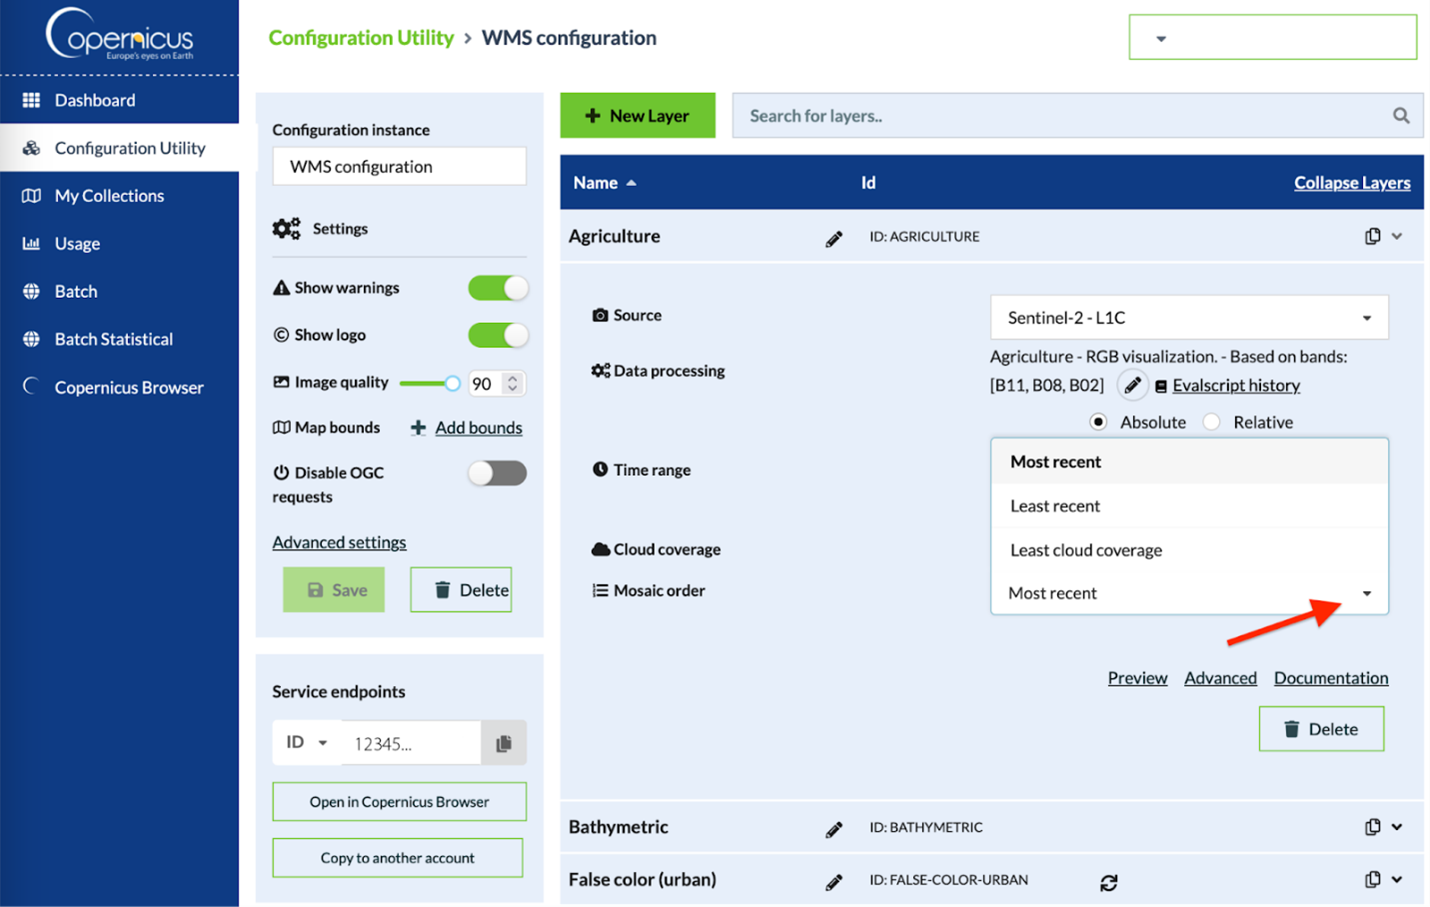 Copernicus
Europe's eyes on Earth
Dashboard
Configuration Utility
My Collections
Usage
Batch
Batch Statistical
Copernicus Browser
Configuration Utility > WMS configuration
Configuration instance
WMS configuration
Settings
Show warnings
Show logo
Image quality 90
Map bounds + Add bounds
Disable OGC
requests
Advanced settings
Save Delete
Service endpoints
ID 12345...
Open in Copernicus Browser
Copy to another account
+ New Layer Search for layers..
Name Id Collapse Layers
Agriculture ID: AGRICULTURE
Source Sentinel-2 - L1C
Data processing Agriculture - RGB visualization. - Based on bands:
[B11, B08, B02] Evalscript history
Absolute Relative
Time range
Most recent
Least recent
Cloud coverage Least cloud coverage
Mosaic order Most recent
Preview Advanced Documentation
Delete
Bathymetric ID: BATHYMETRIC
False color (urban) ID: FALSE-COLOR-URBAN